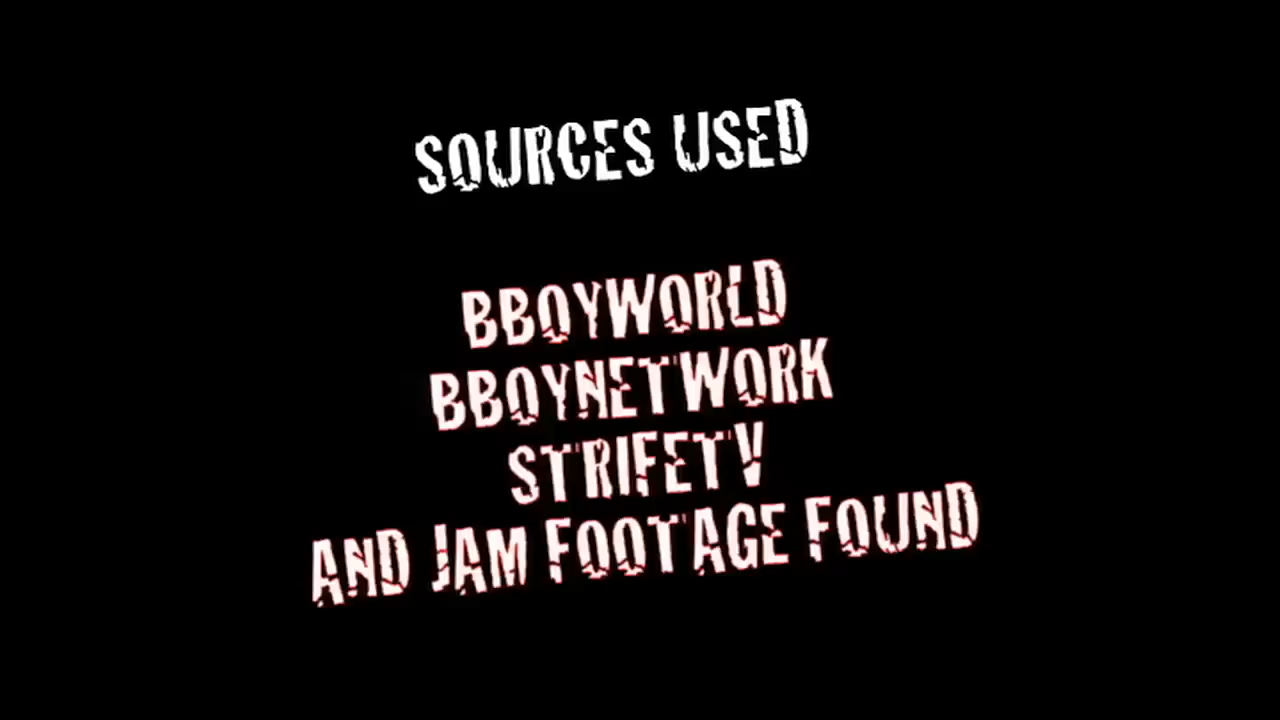 SOURCES USED
BBOYWORLD
BBOYNETWORK
STRIFETV
AND JAM FOOTAGE FOUND